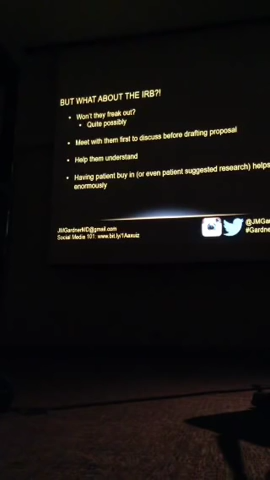 BUT WHAT ABOUT THE IRB?!
• Won't they freak out?
• Quite possibly
• Meet with them first to discuss before drafting proposal
• Help them understand
• Having patient buy in (or even patient suggested research) helps
enormously
JMGardnerMD@gmail.com
Social Media 101: www.bit.ly/1Aaxuiz
@JMGar
#Gardne